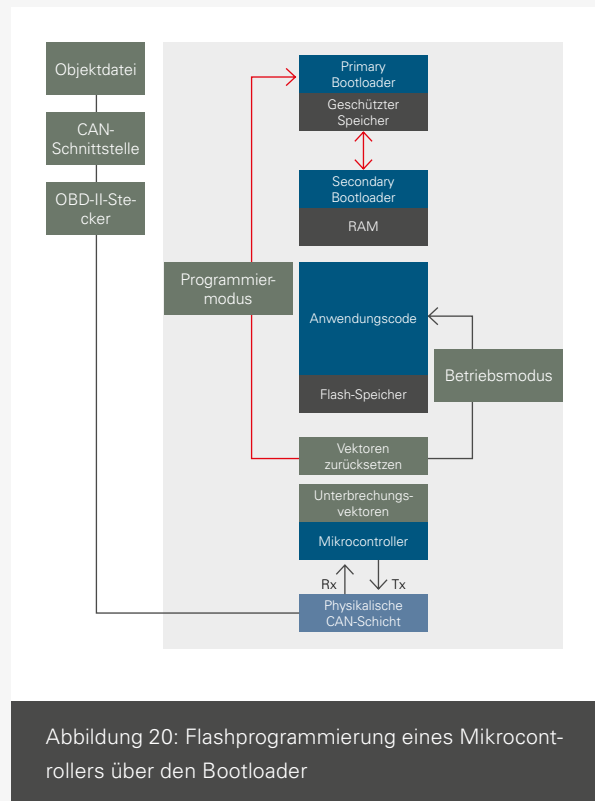 Objektdatei
CAN-
Schnittstelle
OBD-II-Ste-
cker
Primary
Bootloader
Geschützter
Speicher
Secondary
Bootloader
RAM
Programmier-
modus
Anwendungscode
Flash-Speicher
Betriebsmodus
Vektoren
zurücksetzen
Unterbrechungs-
vektoren
Mikrocontroller
Rx
Tx
Physikalische
CAN-Schicht
Abbildung 20: Flashprogrammierung eines Mikrocont-
rollers über den Bootloader